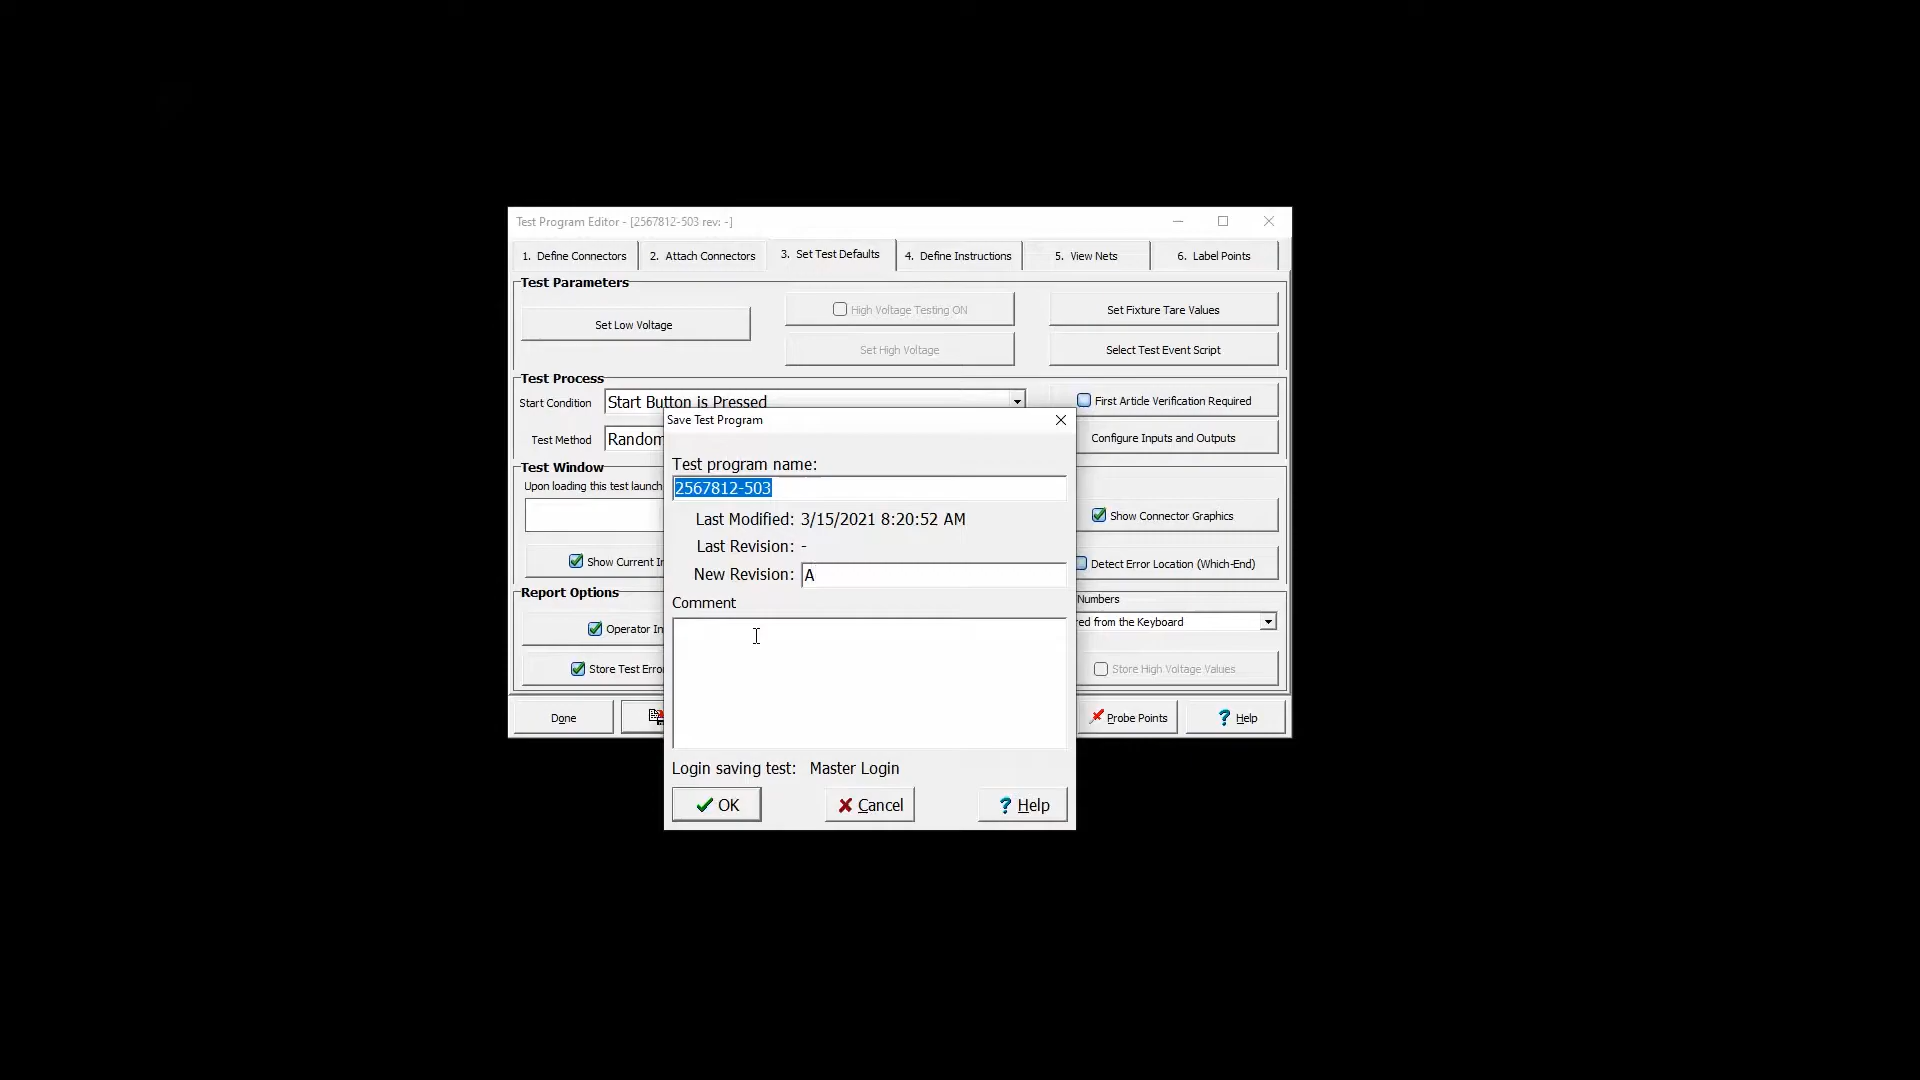 Test Program Editor - [2567812-503 rev: -]
1. Define Connectors
2. Attach Connectors
3. Set Test Defaults
4. Define Instructions
5. View Nets
6. Label Points
Test Parameters
Set Low Voltage
High Voltage Testing ON
Set High Voltage
Set Fixture Tare Values
Select Test Event Script
Test Process
Start Condition
Start Button is Pressed
First Article Verification Required
Test Method
Random
Configure Inputs and Outputs
Test Window
Upon loading this test launch
Show Connector Graphics
Show Current In
Detect Error Location (Which-End)
Report Options
Numbers
Operator In
red from the Keyboard
Store Test Error
Store High Voltage Values
Done
Probe Points
? Help
Save Test Program
Test program name:
2567812-503
Last Modified: 3/15/2021 8:20:52 AM
Last Revision: -
New Revision: A
Comment
Login saving test: Master Login
OK
Cancel
? Help